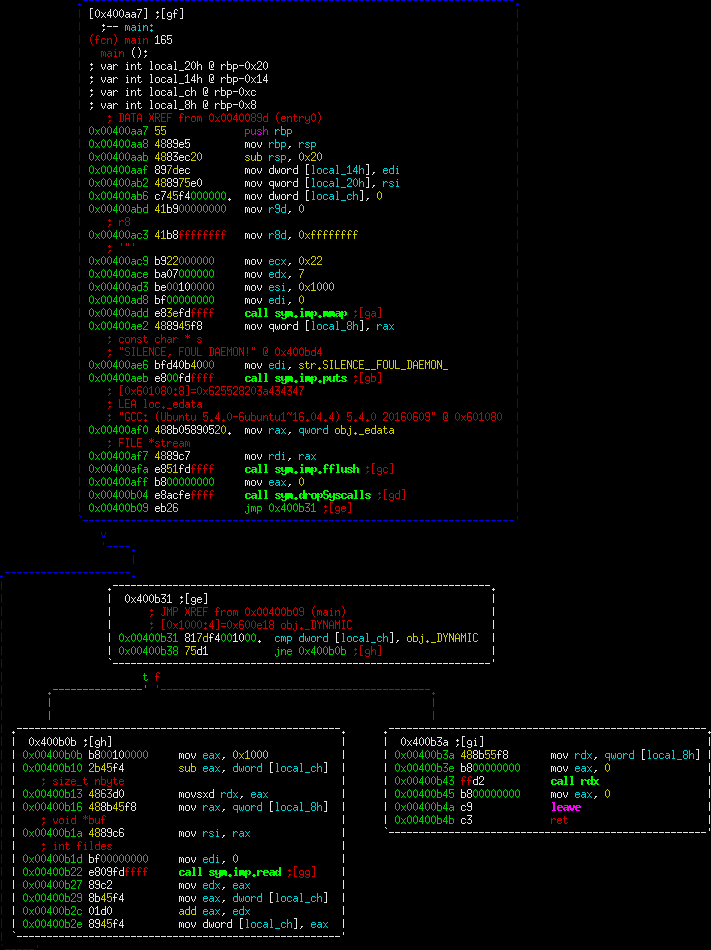 [0x400aa7] ;[gf]
;-- main:
(fcn) main 165
main ();
; var int local_20h @ rbp-0x20
; var int local_14h @ rbp-0x14
; var int local_ch @ rbp-0xc
; var int local_8h @ rbp-0x8
; DATA XREF from 0x0040089d (entry0)
0x00400aa7 55 push rbp
0x00400aa8 4889e5 mov rbp, rsp
0x00400aab 4883ec20 sub rsp, 0x20
0x00400aaf 897dec mov dword [local_14h], edi
0x00400ab2 488975e0 mov qword [local_20h], rsi
0x00400ab6 c745f4000000. mov dword [local_ch], 0
0x00400abd 41b900000000 mov r9d, 0
; r8
0x00400ac3 41b8ffffffff mov r8d, 0xffffffff
; '"'
0x00400ac9 b922000000 mov ecx, 0x22
0x00400ace ba07000000 mov edx, 7
0x00400ad3 be00100000 mov esi, 0x1000
0x00400ad8 bf00000000 mov edi, 0
0x00400add e83efdffff call sym.imp.mmap ;[ga]
0x00400ae2 488945f8 mov qword [local_8h], rax
; const char * s
; "SILENCE, FOUL DAEMON!" @ 0x400bd4
0x00400ae6 bfd40b4000 mov edi, str.SILENCE__FOUL_DAEMON_
0x00400aeb e800fdffff call sym.imp.puts ;[gb]
; [0x601080:8]=0x625528203a434347
; LEA loc._edata
; "GCC: (Ubuntu 5.4.0-6ubuntu1~16.04.4) 5.4.0 20160609" @ 0x601080
0x00400af0 488b05890520. mov rax, qword obj._edata
; FILE *stream
0x00400af7 4889c7 mov rdi, rax
0x00400afa e851fdffff call sym.imp.fflush ;[gc]
0x00400aff b800000000 mov eax, 0
0x00400b04 e8acfeffff call sym.dropSyscalls ;[gd]
0x00400b09 eb26 jmp 0x400b31 ;[ge]
v
0x400b31 ;[ge]
; JMP XREF from 0x00400b09 (main)
; [0x1000:4]=0x600e18 obj._DYNAMIC
0x00400b31 817df4001000. cmp dword [local_ch], obj._DYNAMIC
0x00400b38 75d1 jne 0x400b0b ;[gh]
t f
0x400b0b ;[gh]
0x00400b0b b800100000 mov eax, 0x1000
0x00400b10 2b45f4 sub eax, dword [local_ch]
; size_t nbyte
0x00400b13 4863d0 movsxd rdx, eax
0x00400b16 488b45f8 mov rax, qword [local_8h]
; void *buf
0x00400b1a 4889c6 mov rsi, rax
; int fildes
0x00400b1d bf00000000 mov edi, 0
0x00400b22 e809fdffff call sym.imp.read ;[gg]
0x00400b27 89c2 mov edx, eax
0x00400b29 8b45f4 mov eax, dword [local_ch]
0x00400b2c 01d0 add eax, edx
0x00400b2e 8945f4 mov dword [local_ch], eax
0x400b3a ;[gi]
0x00400b3a 488b55f8 mov rdx, qword [local_8h]
0x00400b3e b800000000 mov eax, 0
0x00400b43 ffd2 call rdx
0x00400b45 b800000000 mov eax, 0
0x00400b4a c9 leave
0x00400b4b c3 ret